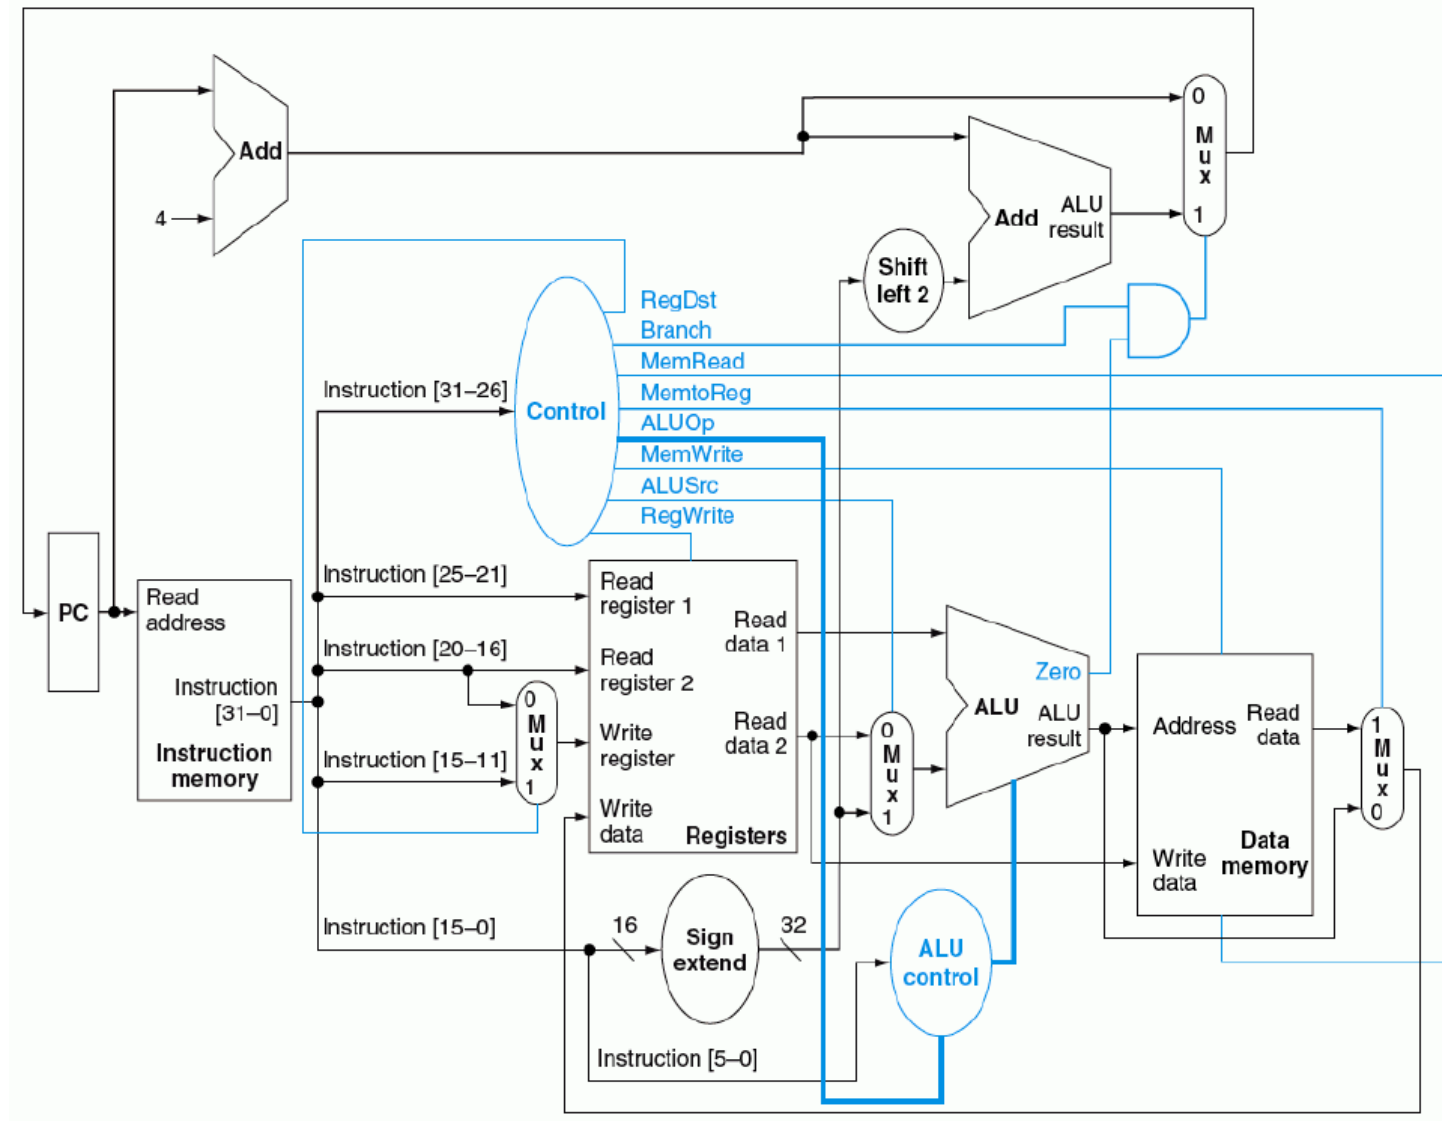 0
M
u
x
1
Add
4
Add
ALU
result
Shift
left 2
RegDst
Branch
MemRead
MemtoReg
ALUOp
MemWrite
ALUSrc
RegWrite
Control
Instruction [31–26]
Instruction [25–21]
Instruction [20–16]
Instruction [15–11]
Instruction [15–0]
Instruction [5–0]
PC
Read
address
Instruction
[31–0]
Instruction
memory
0
M
u
x
1
Read
register 1
Read
register 2
Write
register
Write
data
Read
data 1
Read
data 2
Registers
0
M
u
x
1
Zero
ALU
ALU
result
Address
Read
data
Write
data
Data
memory
1
M
u
x
0
16
Sign
extend
32
ALU
control